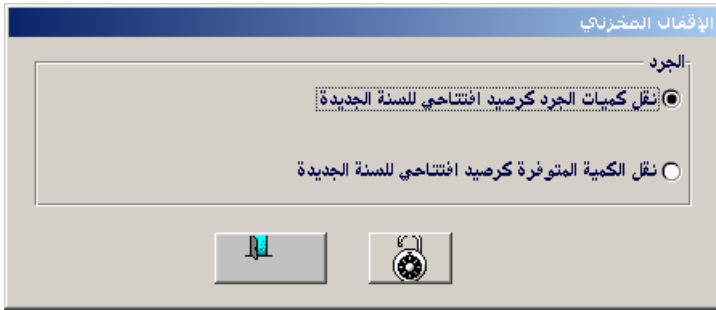 الإقفال المخزني
الجرد
نقل كميات الجرد كرصيد افتتاحي للسنة الجديدة
نقل الكمية المتوفرة كرصيد افتتاحي للسنة الجديدة